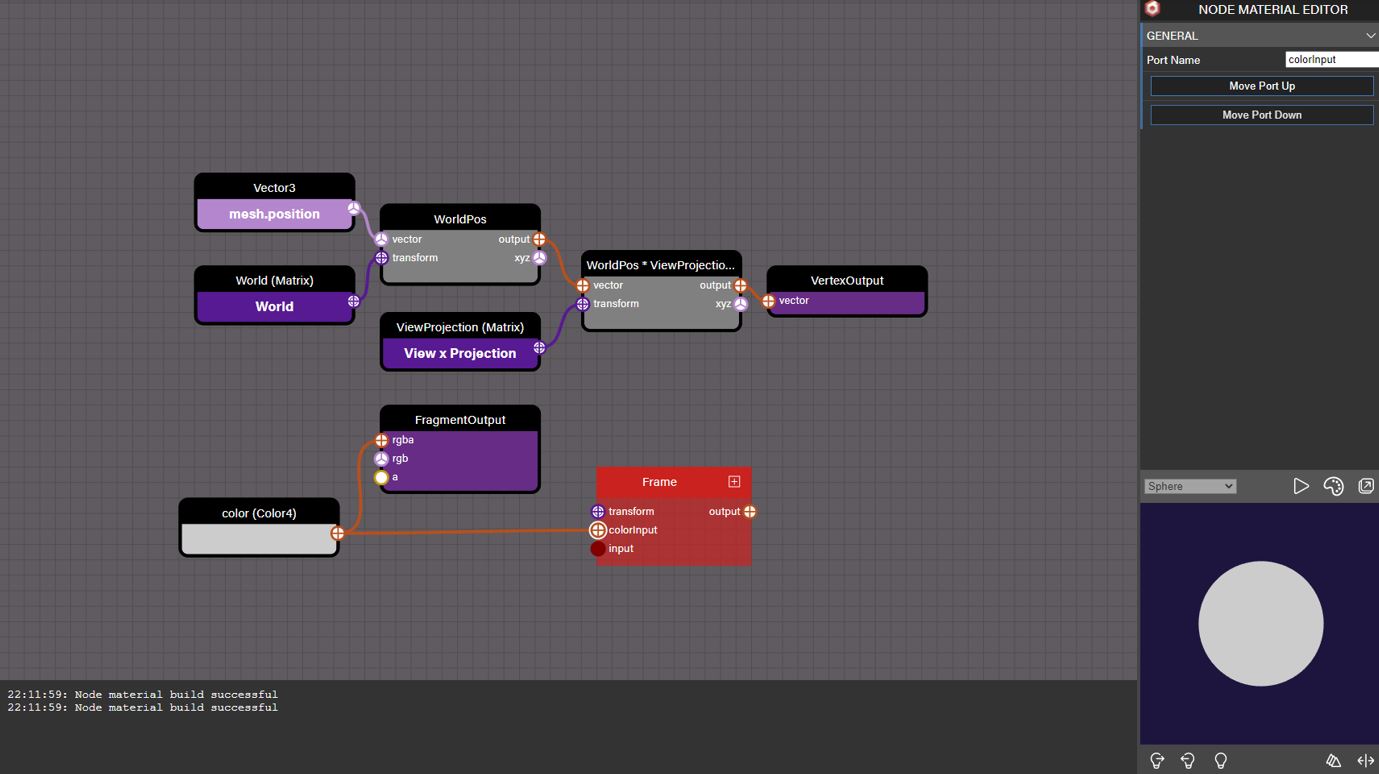 NODE MATERIAL EDITOR
GENERAL
Port Name colorInput
Move Port Up
Move Port Down
Vector3
mesh.position
World (Matrix)
World
WorldPos
vector output
transform xyz
ViewProjection (Matrix)
View x Projection
WorldPos * ViewProjectio...
vector output
transform xyz
VertexOutput
vector
FragmentOutput
rgba
rgb
a
color (Color4)
Frame
transform output
colorInput
input
Sphere
22:11:59: Node material build successful
22:11:59: Node material build successful